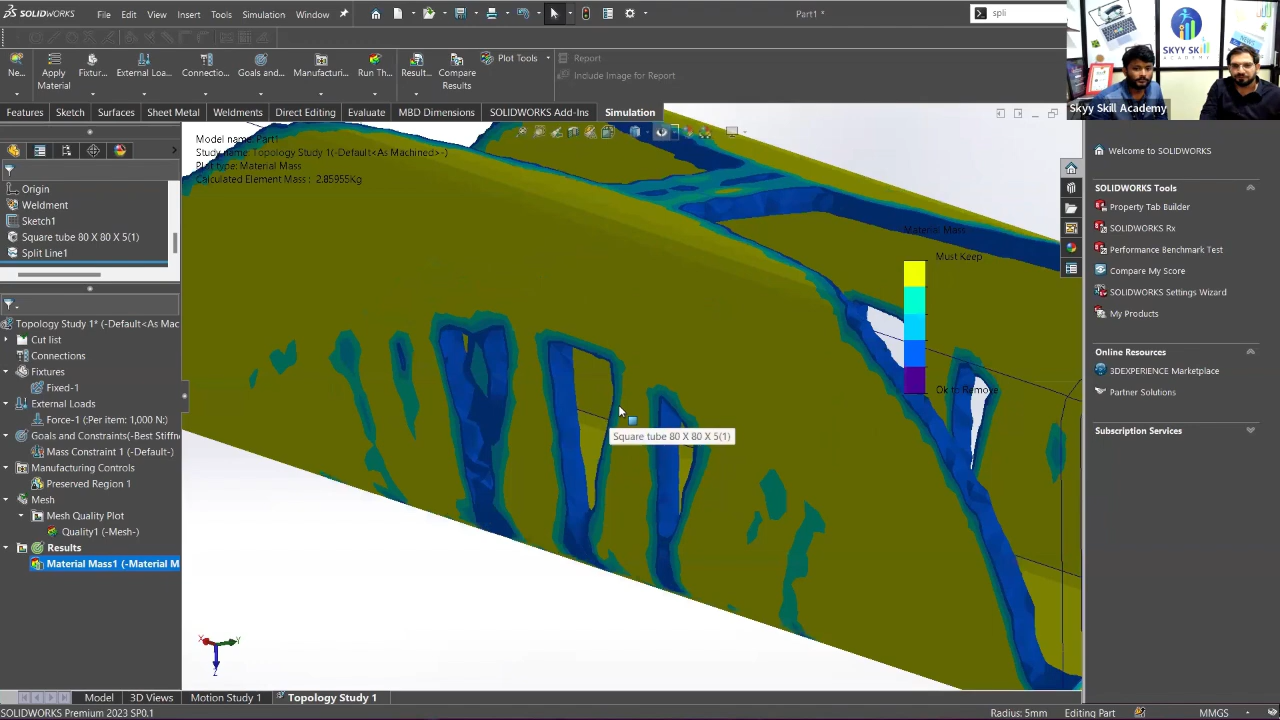 SOLIDWORKS File Edit View Insert Tools Simulation Window Part1 * spli
Ne... Apply Material Fixtur... External Loa... Connectio... Goals and... Manufacturi... Run Th... Result... Compare Results Plot Tools Report
Include Image for Report
SKYY SKILL
ACADEMY
NEWS
Skyy Skill Academy
Features Sketch Surfaces Sheet Metal Weldments Direct Editing Evaluate MBD Dimensions SOLIDWORKS Add-Ins Simulation
Model name: Part1
Study name: Topology Study 1(-Default<As Machined>-)
Plot type: Material Mass
Calculated Element Mass : 2.85955Kg
Origin
Weldment
Sketch1
Square tube 80 X 80 X 5(1)
Split Line1
Topology Study 1* (-Default<As Mac
Cut list
Connections
Fixtures
Fixed-1
External Loads
Force-1 (:Per item: 1,000 N:)
Goals and Constraints(-Best Stiffn
Mass Constraint 1 (-Default-)
Manufacturing Controls
Preserved Region 1
Mesh
Mesh Quality Plot
Quality1 (-Mesh-)
Results
Material Mass1 (-Material M
Material Mass
Must Keep
Ok to Remove
Square tube 80 X 80 X 5(1)
X Y
Z
Welcome to SOLIDWORKS
SOLIDWORKS Tools
Property Tab Builder
SOLIDWORKS Rx
Performance Benchmark Test
Compare My Score
SOLIDWORKS Settings Wizard
My Products
Online Resources
3DEXPERIENCE Marketplace
Partner Solutions
Subscription Services
Model 3D Views Motion Study 1 Topology Study 1
SOLIDWORKS Premium 2023 SP0.1 Radius: 5mm Editing Part MMGS